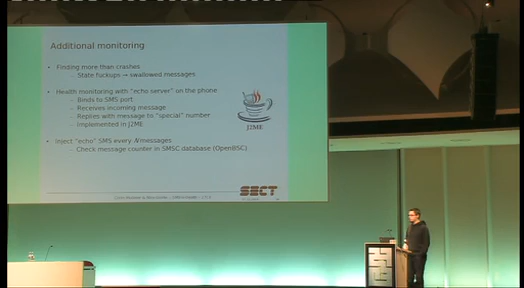 Additional monitoring
• Finding more than crashes
– State fuckups → swallowed messages
• Health monitoring with "echo server" on the phone
– Binds to SMS port
– Receives incoming message
– Replies with message to "special" number
– Implemented in J2ME
J2ME
• Inject "echo" SMS every N messages
– Check message counter in SMSC database (OpenBSC)
SECT